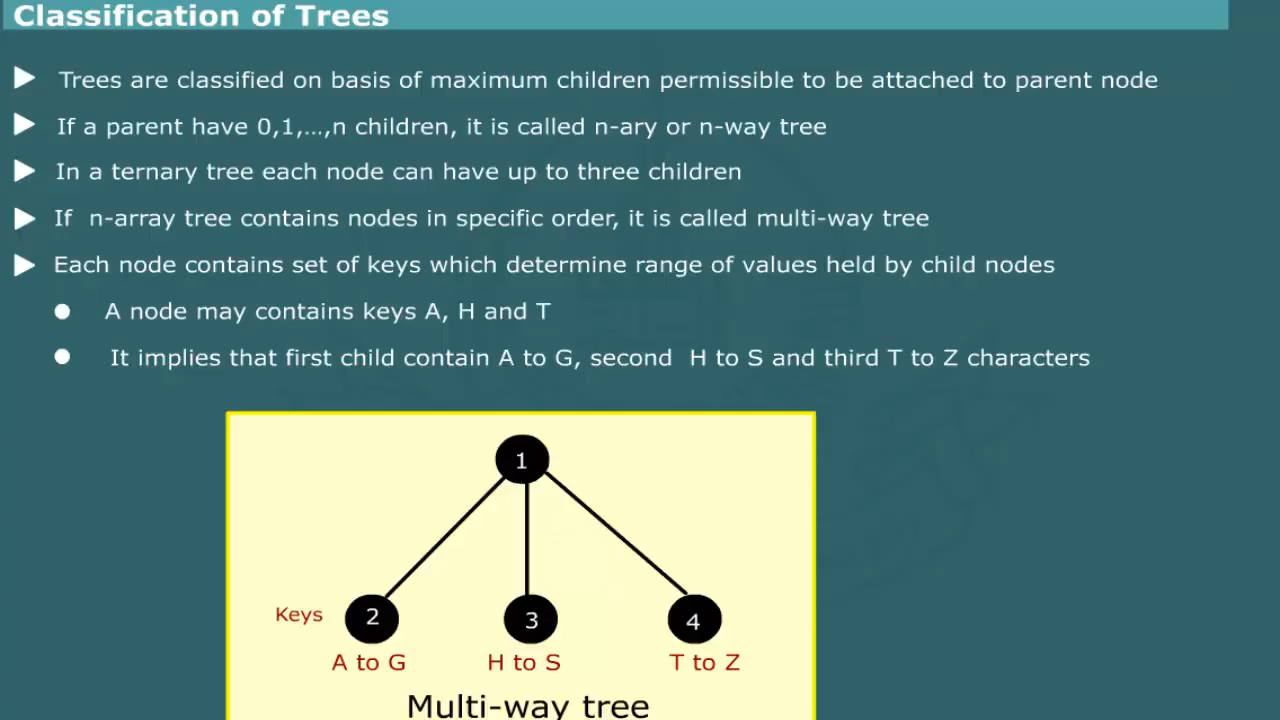 Classification of Trees
Trees are classified on basis of maximum children permissible to be attached to parent node
If a parent have 0,1,...,n children, it is called n-ary or n-way tree
In a ternary tree each node can have up to three children
If n-array tree contains nodes in specific order, it is called multi-way tree
Each node contains set of keys which determine range of values held by child nodes
A node may contains keys A, H and T
It implies that first child contain A to G, second H to S and third T to Z characters
1
Keys 2 3 4
A to G H to S T to Z
Multi-way tree